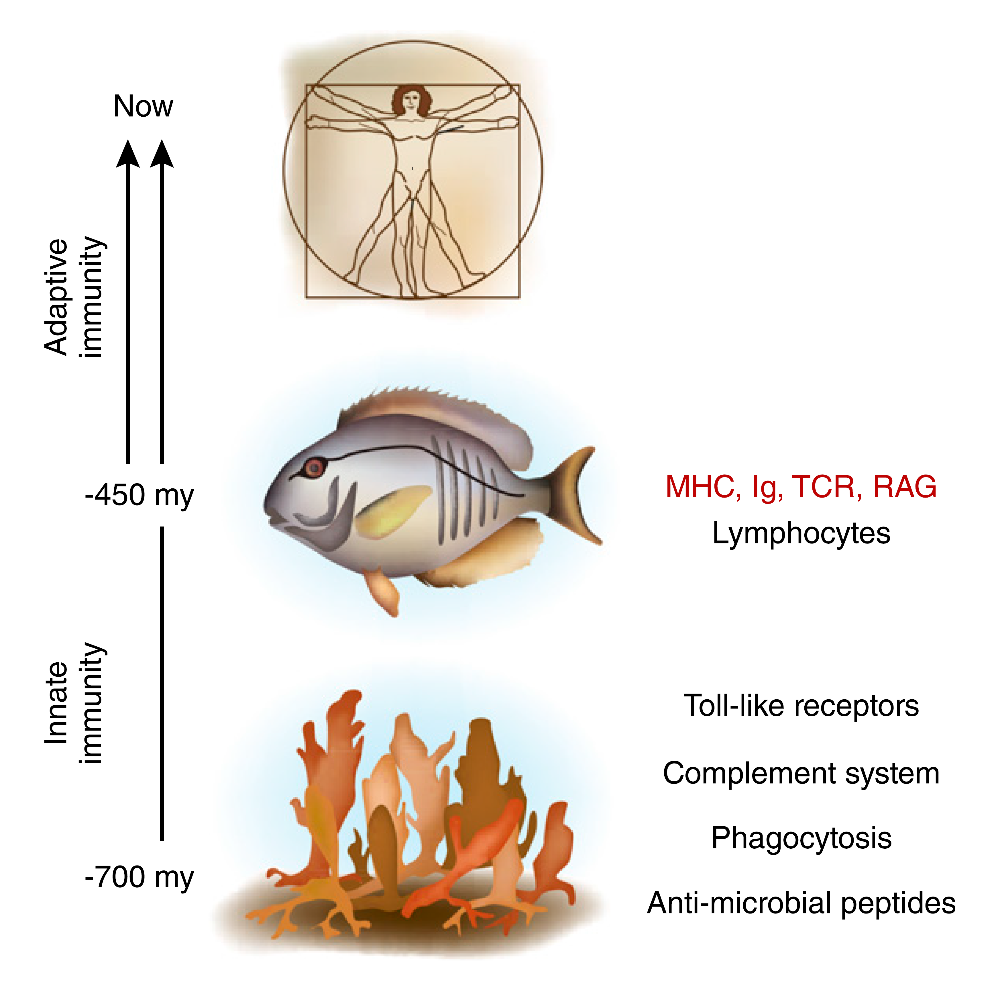 Now
Adaptive
immunity
-450 my
MHC, Ig, TCR, RAG
Lymphocytes
Innate
immunity
Toll-like receptors
Complement system
Phagocytosis
-700 my
Anti-microbial peptides